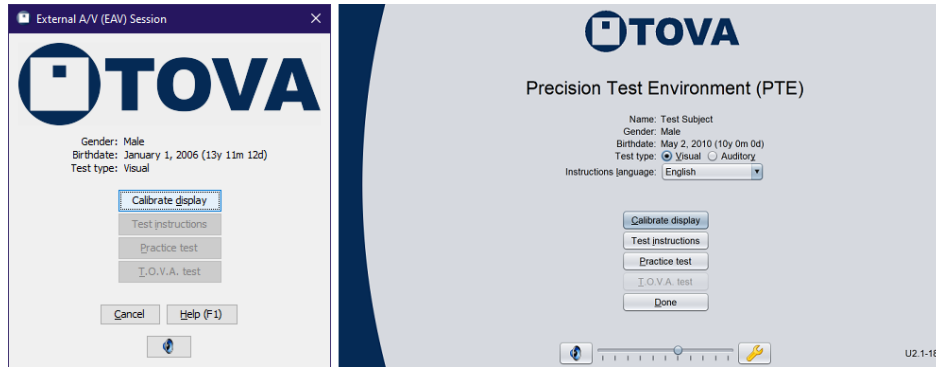 External A/V (EAV) Session
TOVA
Gender: Male
Birthdate: January 1, 2006 (13y 11m 12d)
Test type: Visual
Calibrate display
Test instructions
Practice test
T.O.V.A. test
Cancel Help (F1)
TOVA
Precision Test Environment (PTE)
Name: Test Subject
Gender: Male
Birthdate: May 2, 2010 (10y 0m 0d)
Test type: Visual Auditory
Instructions language: English
Calibrate display
Test instructions
Practice test
T.O.V.A. test
Done
U2.1-18